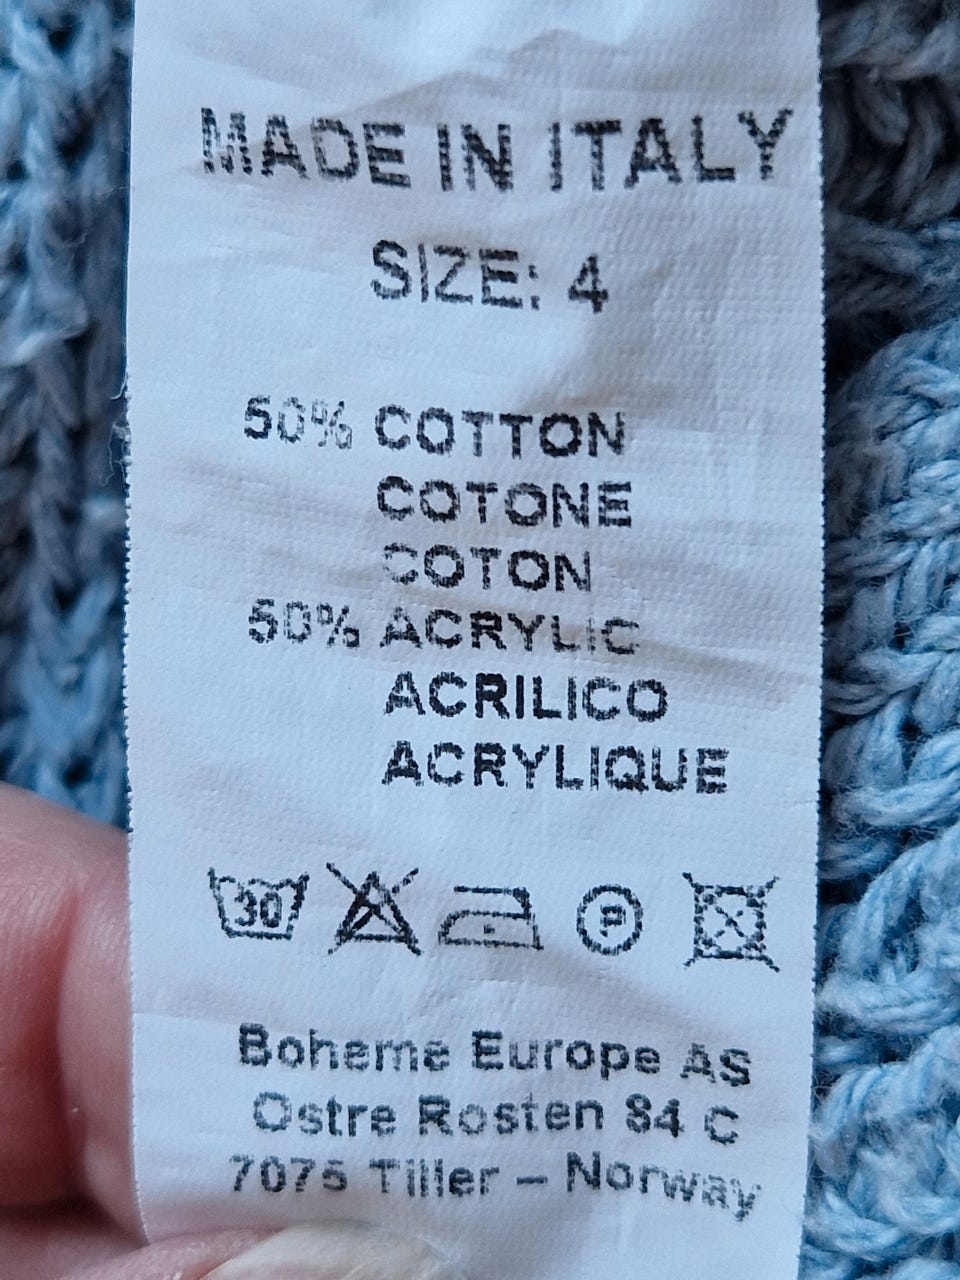 MADE IN ITALY
SIZE: 4
50% COTTON
COTONE
COTON
50% ACRYLIC
ACRILICO
ACRYLIQUE
30 P
Boheme Europe AS
Ostre Rosten 84 C
7075 Tiller – Norway